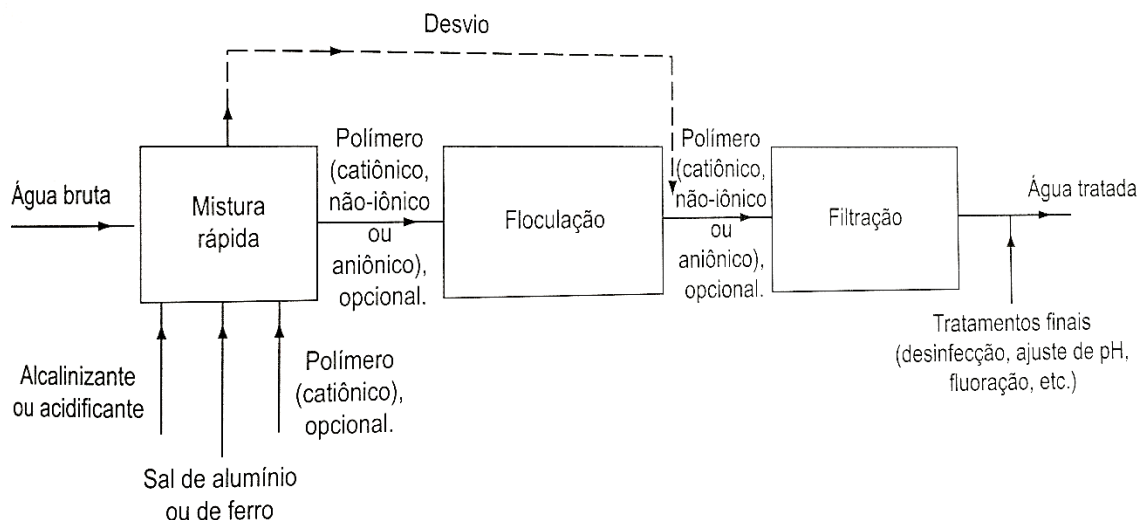 Desvio
Água bruta
Mistura
rápida
Polímero
(catiônico,
não-iônico
ou
aniônico),
opcional.
Floculação
Polímero
(catiônico,
não-iônico
ou
aniônico),
opcional.
Filtração
Água tratada
Alcalinizante
ou acidificante
Sal de alumínio
ou de ferro
Polímero
(catiônico),
opcional.
Tratamentos finais
(desinfecção, ajuste de pH,
fluoração, etc.)